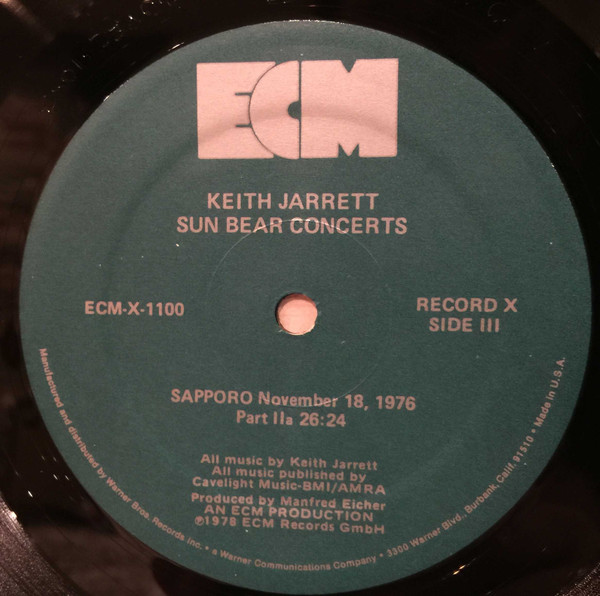 ECM
KEITH JARRETT
SUN BEAR CONCERTS
ECM-X-1100
RECORD X
SIDE III
SAPPORO November 18, 1976
Part IIa 26:24
All music by Keith Jarrett
All music published by
Cavelight Music-BMI/AMRA
Produced by Manfred Eicher
AN ECM PRODUCTION
℗1978 ECM Records GmbH
Manufactured and distributed by Warner Bros. Records Inc. • a Warner Communications Company • 3300 Warner Blvd., Burbank, Calif. 91510 • Made in U.S.A.